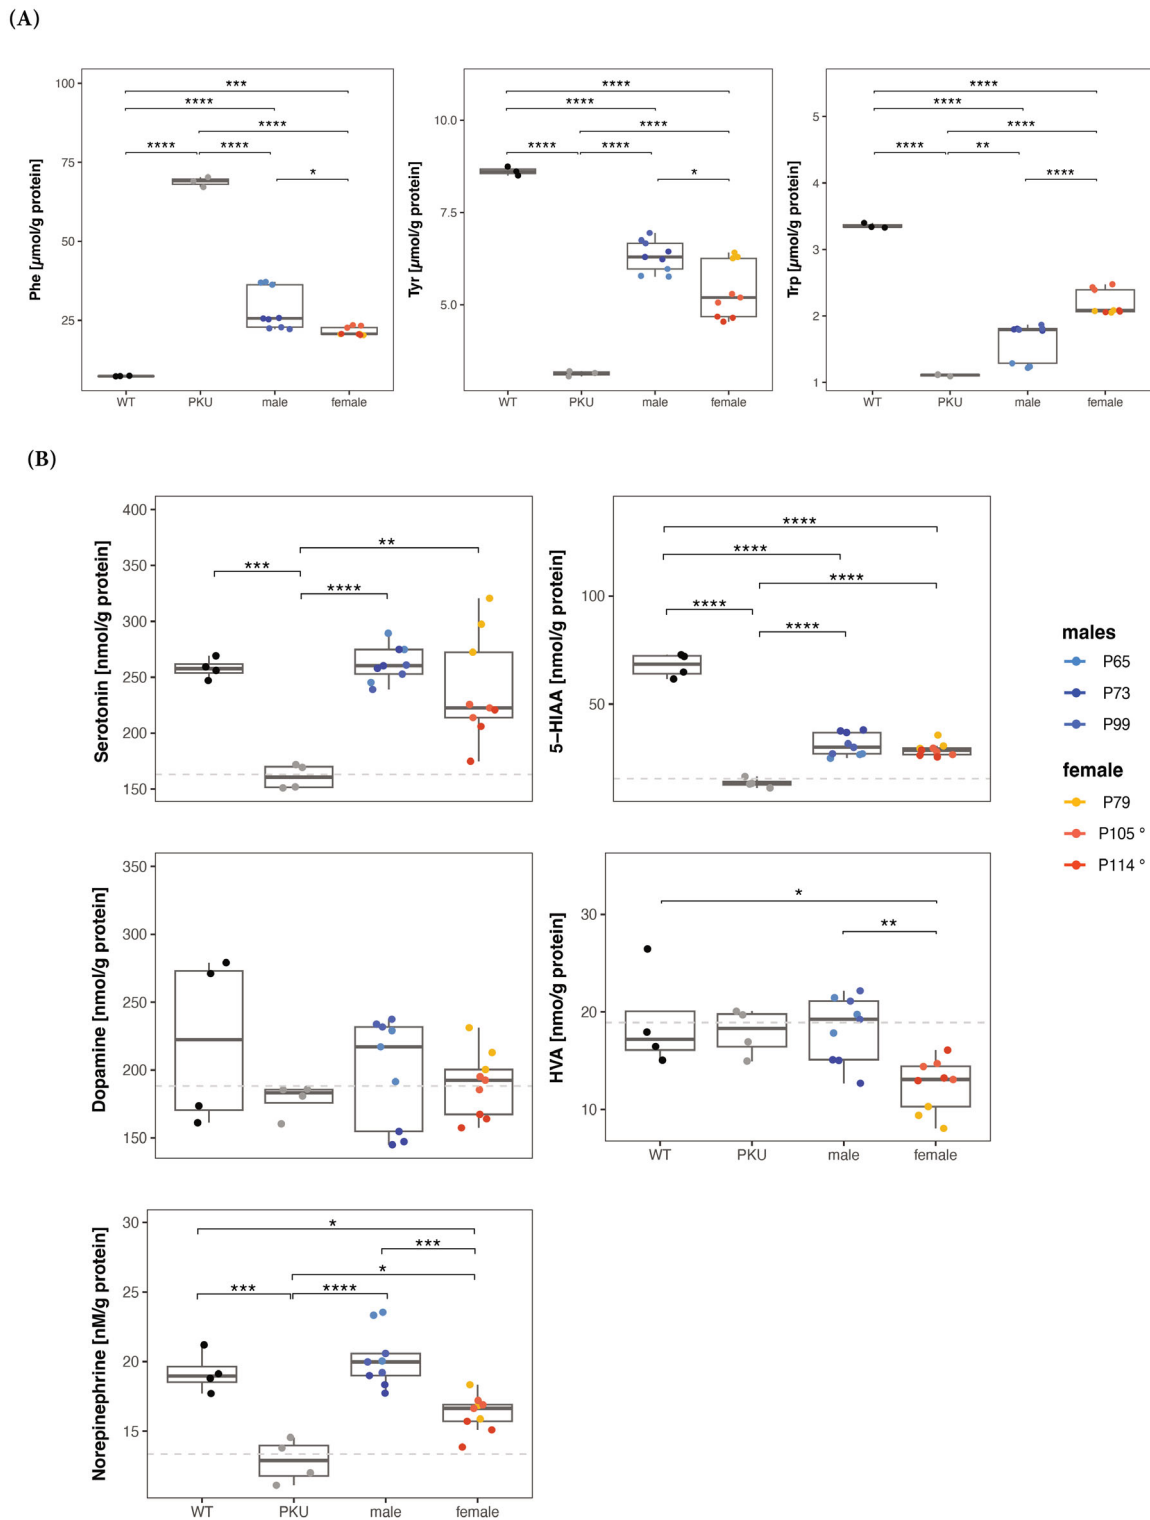 (A)
*** **** *
**** **** ****
**** **** ****
**** **** **** **** **** **
* * ****
Phe [µmol/g protein]
100
75
50
25
WT PKU male female
Tyr [µmol/g protein]
10.0
7.5
5.0
WT PKU male female
Trp [µmol/g protein]
5
4
3
2
1
WT PKU male female
(B)
Serotonin [nmol/g protein]
400
350
300
250
200
150
**
***
****
5-HIAA [nmol/g protein]
100
50
****
****
****
****
****
males
P65
P73
P99
female
P79
P105 º
P114 º
Dopamine [nmol/g protein]
350
300
250
200
150
HVA [nmo/g protein)
30
20
10
*
**
WT PKU male female
Norepinephrine [nM/g protein]
30
25
20
15
*
***
*
*** ****
WT PKU male female